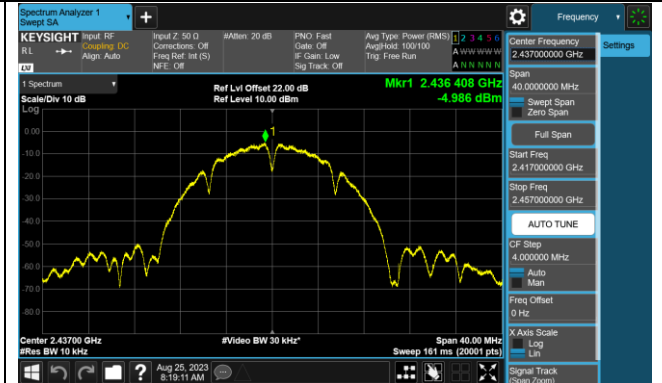 Spectrum Analyzer 1
Swept SA
+
Frequency
KEYSIGHT
RL
LXI
Input: RF
Coupling: DC
Align: Auto
Input Z: 50 Ω
Corrections: Off
Freq Ref: Int (S)
NFE: Off
#Atten: 20 dB
PNO: Fast
Gate: Off
IF Gain: Low
Sig Track: Off
Avg Type: Power (RMS)
Avg|Hold: 100/100
Trig: Free Run
1 2 3 4 5 6
A W W W W W
A N N N N N
1 Spectrum
Scale/Div 10 dB
Log
Ref Lvl Offset 22.00 dB
Ref Level 10.00 dBm
Mkr1 2.436 408 GHz
-4.986 dBm
1
0.00
-10.0
-20.0
-30.0
-40.0
-50.0
-60.0
-70.0
-80.0
Center 2.43700 GHz
#Res BW 10 kHz
#Video BW 30 kHz*
Span 40.00 MHz
Sweep 161 ms (20001 pts)
?
Aug 25, 2023
8:19:11 AM
Center Frequency
2.437000000 GHz
Span
40.0000000 MHz
Swept Span
Zero Span
Full Span
Start Freq
2.417000000 GHz
Stop Freq
2.457000000 GHz
AUTO TUNE
CF Step
4.000000 MHz
Auto
Man
Freq Offset
0 Hz
X Axis Scale
Log
Lin
Signal Track
(Span Zoom)
Settings